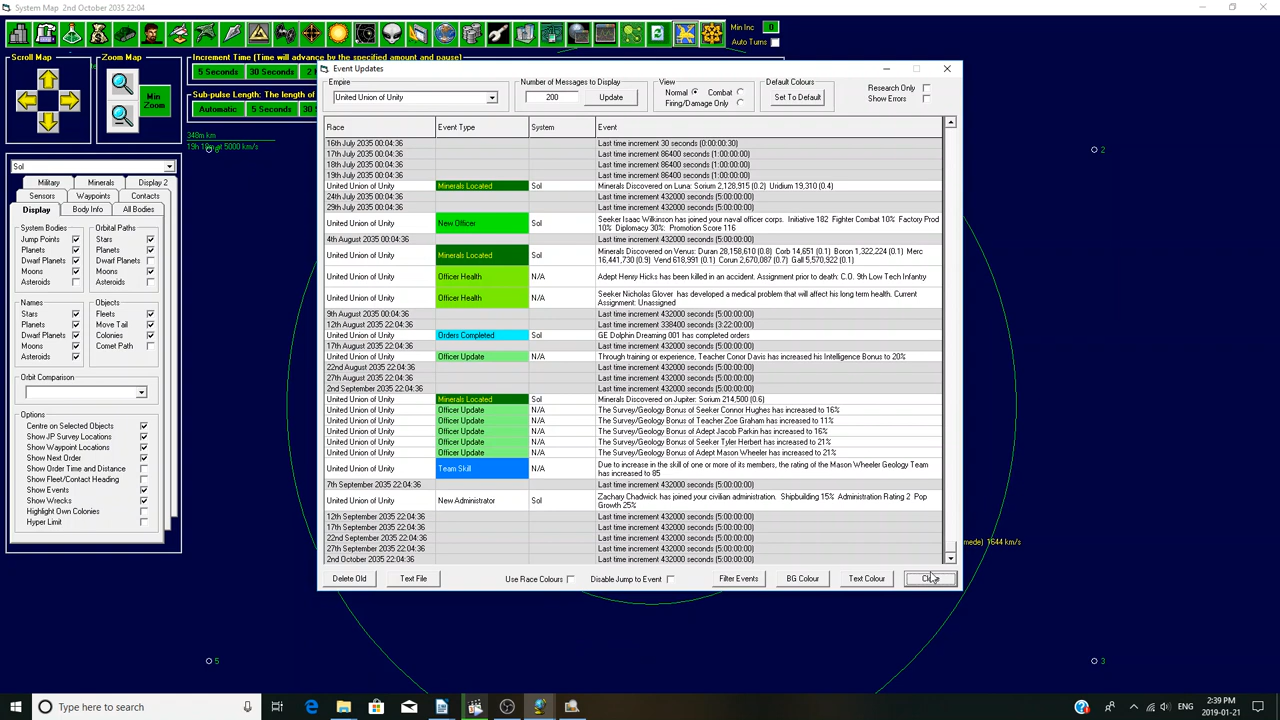 System Map 2nd October 2035 22:04
Min Inc 0
Auto Turns
Scroll Map
Zoom Map
Min
Zoom
Increment Time (Time will advance by the specified amount and pause)
5 Seconds 30 Seconds
Sub-pulse Length: The length of
Automatic 5 Seconds
348m km
6
2
Sol
Military Minerals Display 2
Sensors Waypoints Contacts
Display Body Info All Bodies
System Bodies Orbital Paths
Jump Points Stars
Planets Planets
Dwarf Planets Dwarf Planets
Moons Moons
Asteroids Asteroids
Names Objects
Stars Fleets
Planets Move Tail
Dwarf Planets Colonies
Moons Comet Path
Asteroids
Orbit Comparison
Options
Centre on Selected Objects
Show JP Survey Locations
Show Waypoint Locations
Show Next Order
Show Order Time and Distance
Show Fleet/Contact Heading
Show Events
Show Wrecks
Highlight Own Colonies
Hyper Limit
Event Updates
Empire
United Union of Unity
Number of Messages to Display
200 Update
View
Normal Combat
Firing/Damage Only
Default Colours
Set To Default
Research Only
Show Errors
Race Event Type System Event
16th July 2035 00:04:36 Last time increment 30 seconds (0:00:00:30)
17th July 2035 00:04:36 Last time increment 86400 seconds (1:00:00:00)
18th July 2035 00:04:36 Last time increment 86400 seconds (1:00:00:00)
19th July 2035 00:04:36 Last time increment 86400 seconds (1:00:00:00)
United Union of Unity Minerals Located Sol Minerals Discovered on Luna: Sorium 2,128,915 (0.2) Uridium 19,310 (0.4)
24th July 2035 00:04:36 Last time increment 432000 seconds (5:00:00:00)
29th July 2035 00:04:36 Last time increment 432000 seconds (5:00:00:00)
United Union of Unity New Officer Sol Seeker Isaac Wilkinson has joined your naval officer corps. Initiative 182 Fighter Combat 10% Factory Prod
10% Diplomacy 30%: Promotion Score 116
4th August 2035 00:04:36 Last time increment 432000 seconds (5:00:00:00)
United Union of Unity Minerals Located Sol Minerals Discovered on Venus: Duran 28,158,610 (0.8) Corb 14,501 (0.1) Boron 1,322,224 (0.1) Merc
16,441,730 (0.9) Vend 618,991 (0.1) Corun 2,670,087 (0.7) Gall 5,570,922 (0.1)
United Union of Unity Officer Health N/A Adept Henry Hicks has been killed in an accident. Assignment prior to death: C.O. 9th Low Tech Infantry
United Union of Unity Officer Health N/A Seeker Nicholas Glover has developed a medical problem that will affect his long term health. Current
Assignment: Unassigned
9th August 2035 00:04:36 Last time increment 432000 seconds (5:00:00:00)
12th August 2035 22:04:36 Last time increment 338400 seconds (3:22:00:00)
United Union of Unity Orders Completed Sol GE Dolphin Dreaming 001 has completed orders
17th August 2035 22:04:36 Last time increment 432000 seconds (5:00:00:00)
United Union of Unity Officer Update N/A Through training or experience, Teacher Conor Davis has increased his Intelligence Bonus to 20%
22nd August 2035 22:04:36 Last time increment 432000 seconds (5:00:00:00)
27th August 2035 22:04:36 Last time increment 432000 seconds (5:00:00:00)
2nd September 2035 22:04:36 Last time increment 432000 seconds (5:00:00:00)
United Union of Unity Minerals Located Sol Minerals Discovered on Jupiter: Sorium 214,500 (0.6)
United Union of Unity Officer Update N/A The Survey/Geology Bonus of Seeker Connor Hughes has increased to 16%
United Union of Unity Officer Update N/A The Survey/Geology Bonus of Teacher Zoe Graham has increased to 11%
United Union of Unity Officer Update N/A The Survey/Geology Bonus of Adept Jacob Parkin has increased to 16%
United Union of Unity Officer Update N/A The Survey/Geology Bonus of Seeker Tyler Herbert has increased to 21%
United Union of Unity Officer Update N/A The Survey/Geology Bonus of Adept Mason Wheeler has increased to 21%
United Union of Unity Team Skill N/A Due to increase in the skill of one or more of its members, the rating of the Mason Wheeler Geology Team
has increased to 85
7th September 2035 22:04:36 Last time increment 432000 seconds (5:00:00:00)
United Union of Unity New Administrator Sol Zachary Chadwick has joined your civilian administration. Shipbuilding 15% Administration Rating 2 Pop
Growth 25%
12th September 2035 22:04:36 Last time increment 432000 seconds (5:00:00:00)
17th September 2035 22:04:36 Last time increment 432000 seconds (5:00:00:00)
22nd September 2035 22:04:36 Last time increment 432000 seconds (5:00:00:00)
27th September 2035 22:04:36 Last time increment 432000 seconds (5:00:00:00)
2nd October 2035 22:04:36 Last time increment 432000 seconds (5:00:00:00)
Delete Old Text File Use Race Colours Disable Jump to Event Filter Events BG Colour Text Colour
mede) 1644 km/s
5
3
Type here to search
ENG
2:39 PM
2019-01-21